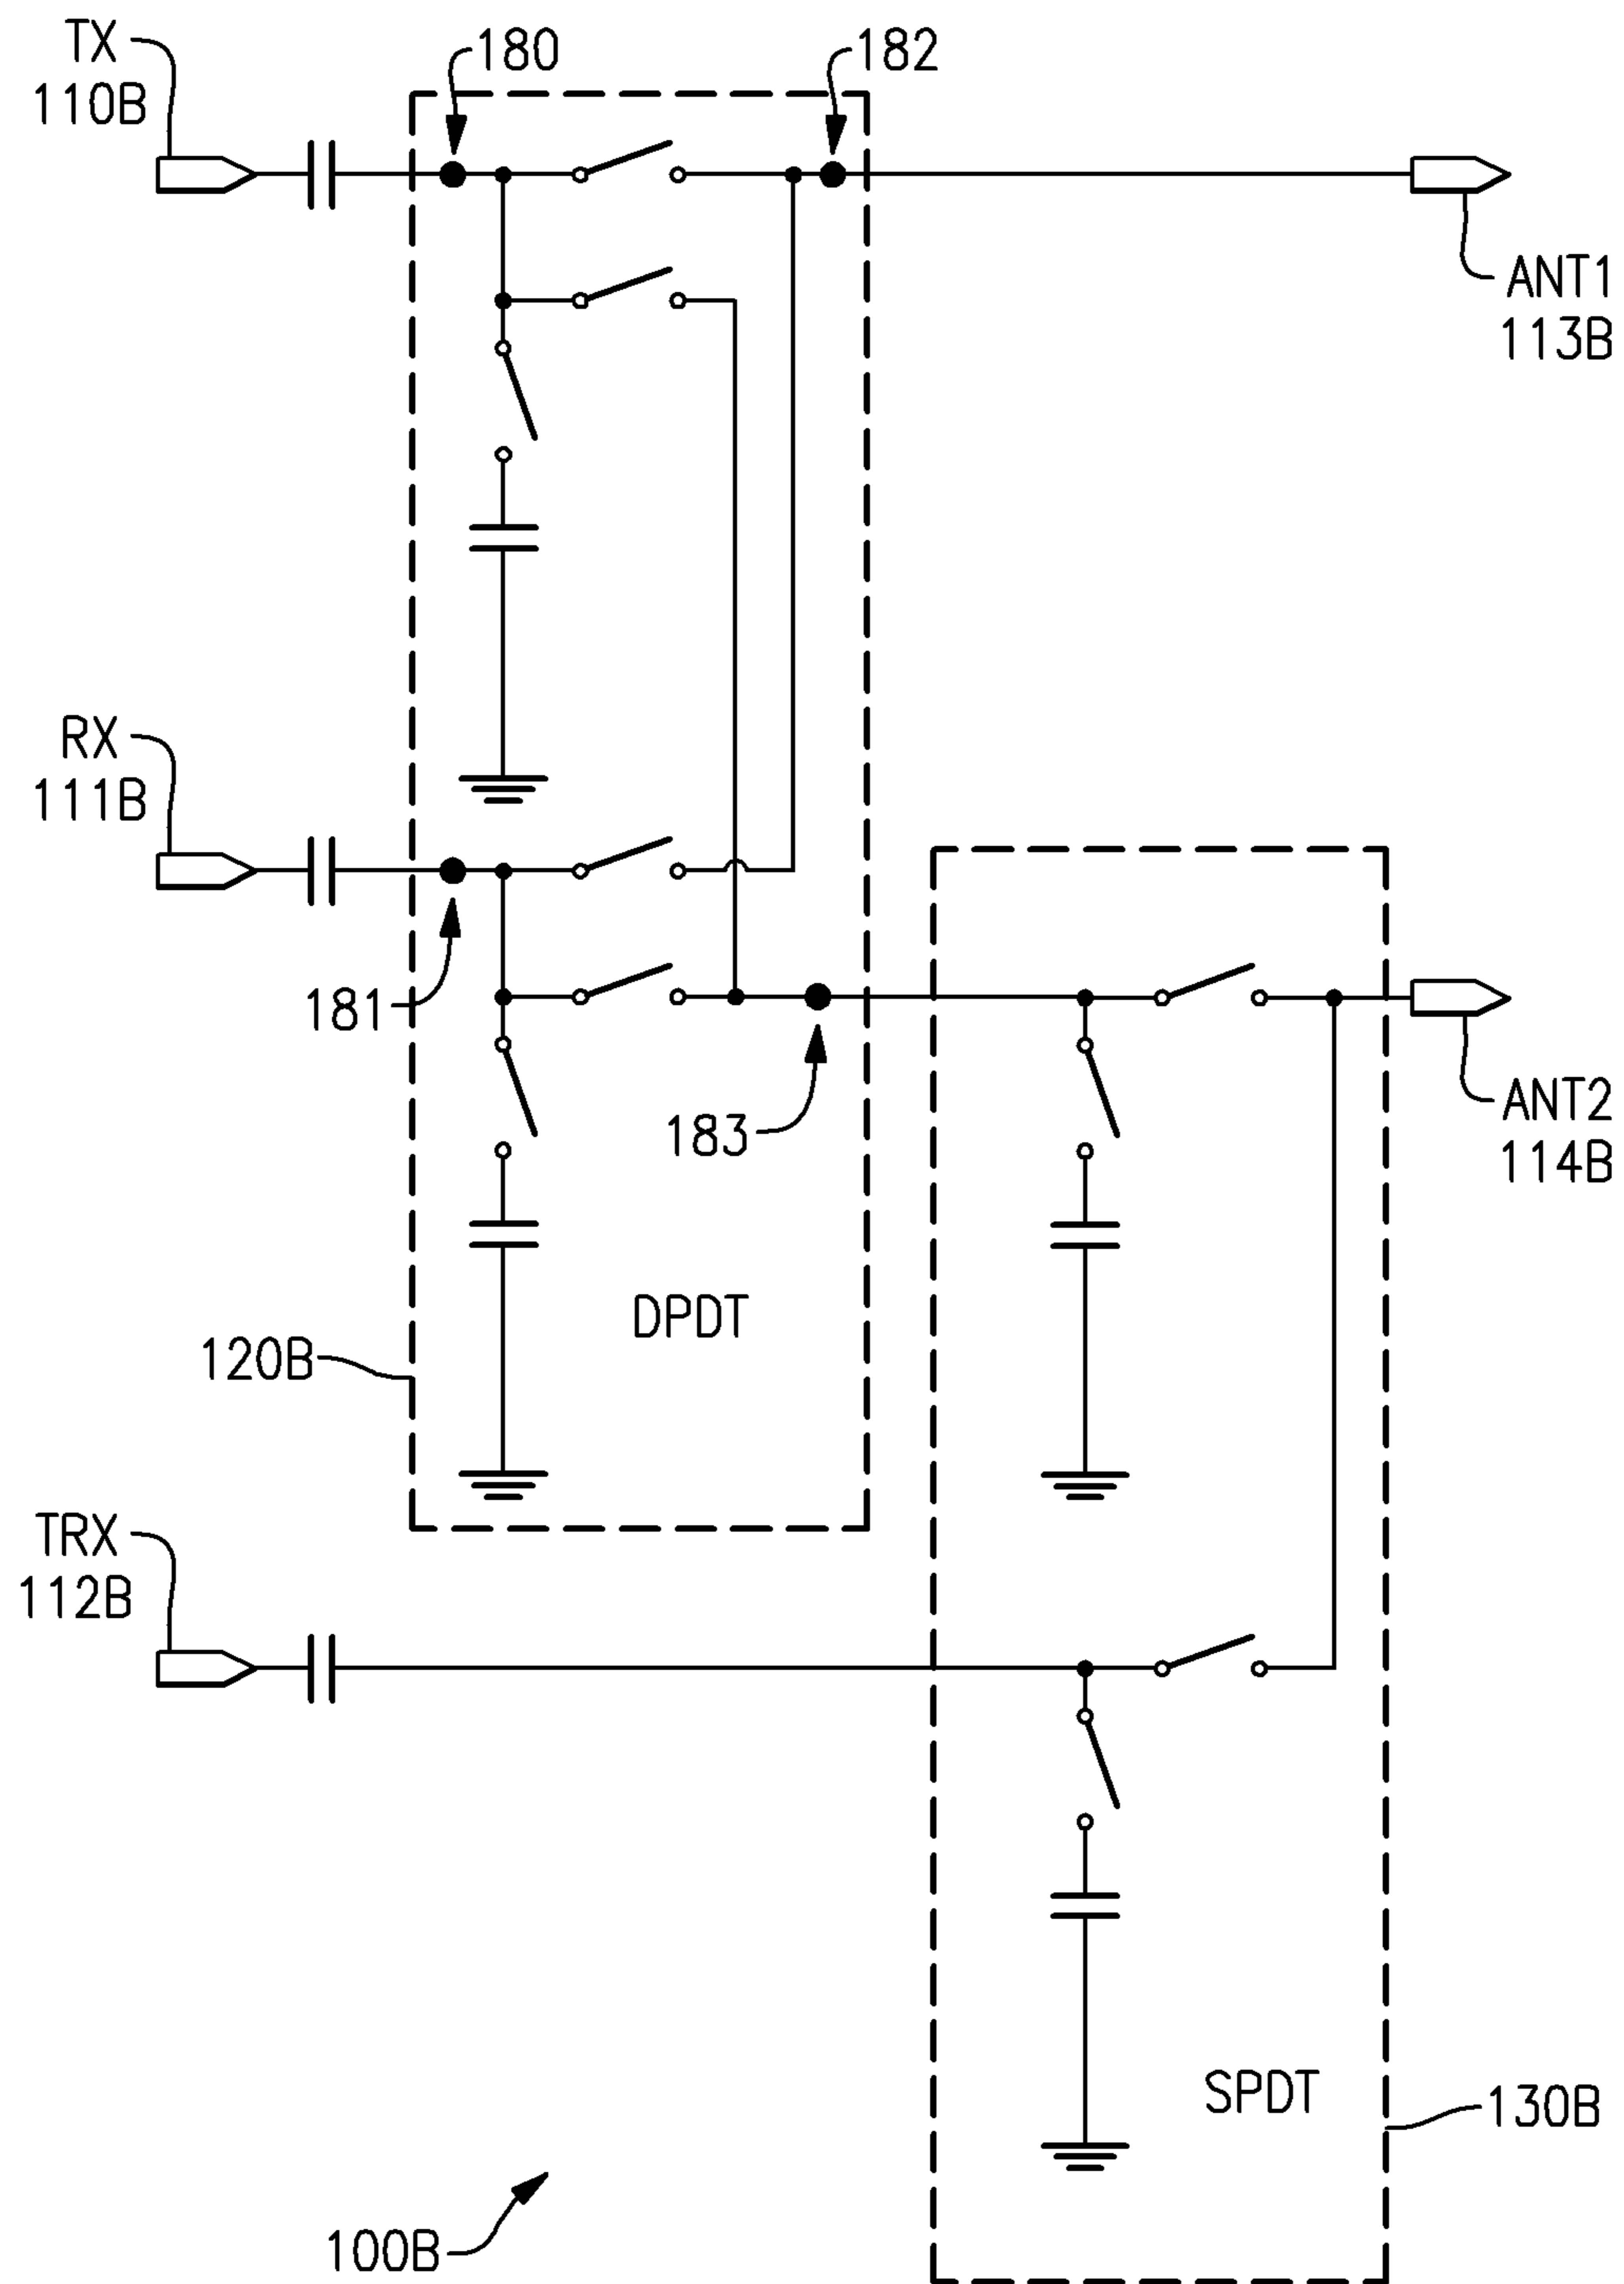 TX
110B
180
182
ANT1
113B
RX
111B
181
183
ANT2
114B
DPDT
120B
TRX
112B
SPDT
130B
100B